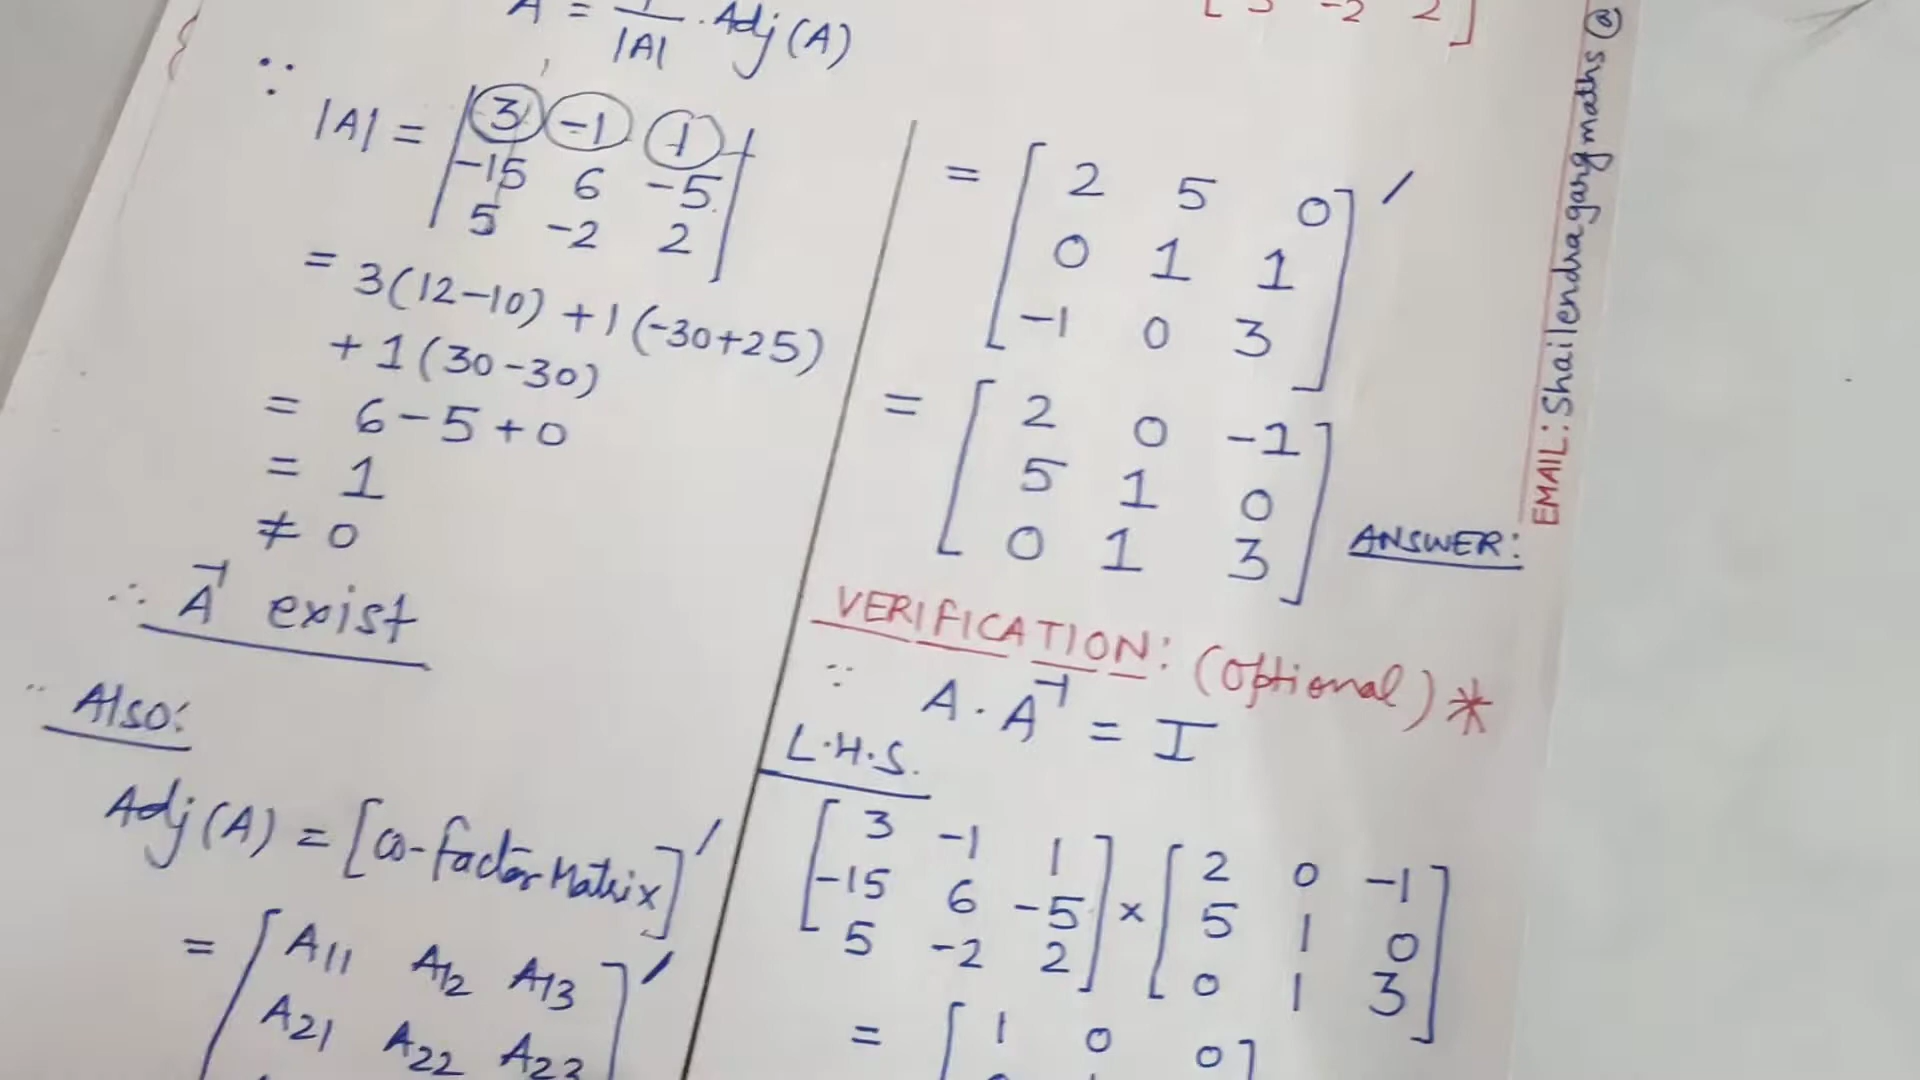 A = 1/|A| . Adj(A)
∵ |A| = | 3 -1 1 |
-15 6 -5
5 -2 2
= 3(12-10) +1(-30+25)
+1(30-30)
= 6-5+0
= 1
≠ 0
∴ A⁻¹ exist
Also:
Adj(A) = [Co-factor Matrix]′
= [A11 A12 A13]′
A21 A22 A23
-2 2]
= [2 5 0]′
0 1 1
-1 0 3
= [2 0 -1]
5 1 0
0 1 3
ANSWER:
VERIFICATION: (Optional) *
∵ A . A⁻¹ = I
L.H.S.
[3 -1 1] × [2 0 -1]
-15 6 -5 5 1 0
5 -2 2 0 1 3
= [1 0 0]
EMAIL: Shailendragargmaths@